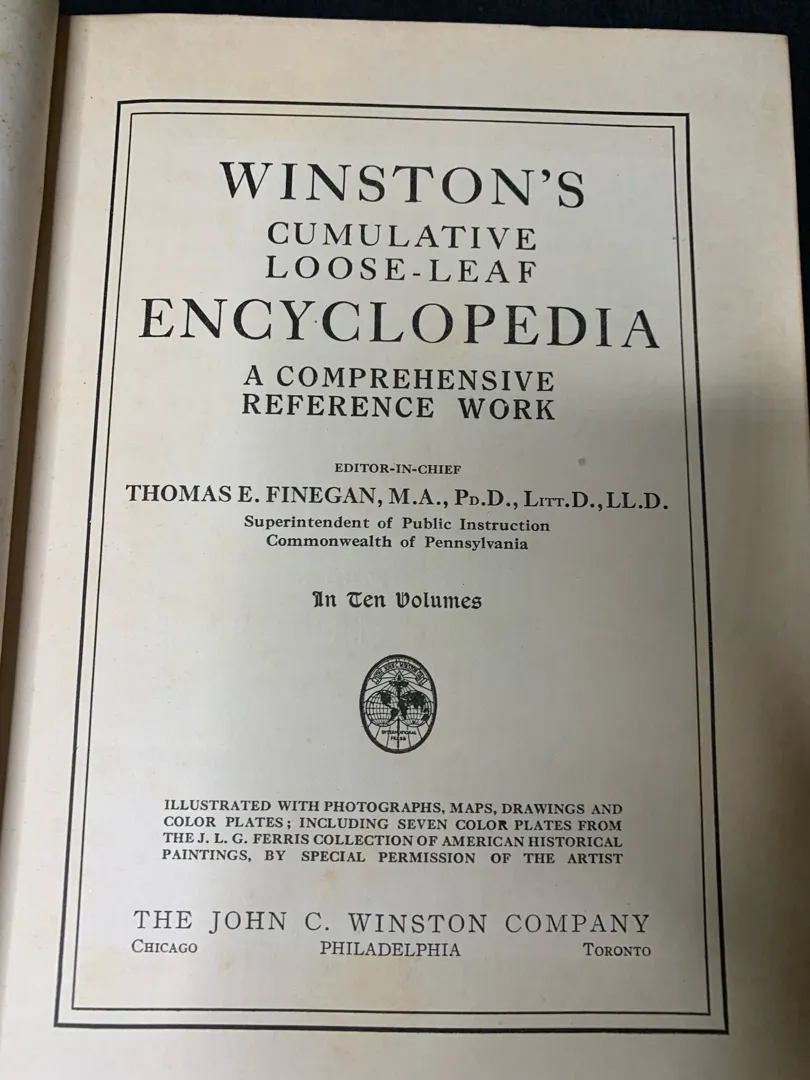 WINSTON'S
CUMULATIVE
LOOSE-LEAF
ENCYCLOPEDIA
A COMPREHENSIVE
REFERENCE WORK
EDITOR-IN-CHIEF
THOMAS E. FINEGAN, M.A., PD.D., LITT.D., LL.D.
Superintendent of Public Instruction
Commonwealth of Pennsylvania
In Ten Volumes
INTERNATIONAL
PRESS
ILLUSTRATED WITH PHOTOGRAPHS, MAPS, DRAWINGS AND
COLOR PLATES; INCLUDING SEVEN COLOR PLATES FROM
THE J. L. G. FERRIS COLLECTION OF AMERICAN HISTORICAL
PAINTINGS, BY SPECIAL PERMISSION OF THE ARTIST
THE JOHN C. WINSTON COMPANY
CHICAGO PHILADELPHIA TORONTO